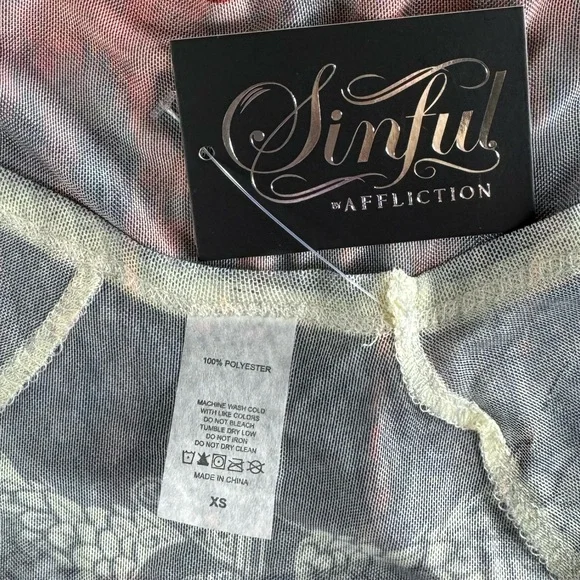 Sinful
BY AFFLICTION
100% POLYESTER
MACHINE WASH COLD
WITH LIKE COLORS
DO NOT BLEACH
TUMBLE DRY LOW
DO NOT IRON
DO NOT DRY CLEAN
MADE IN CHINA
XS